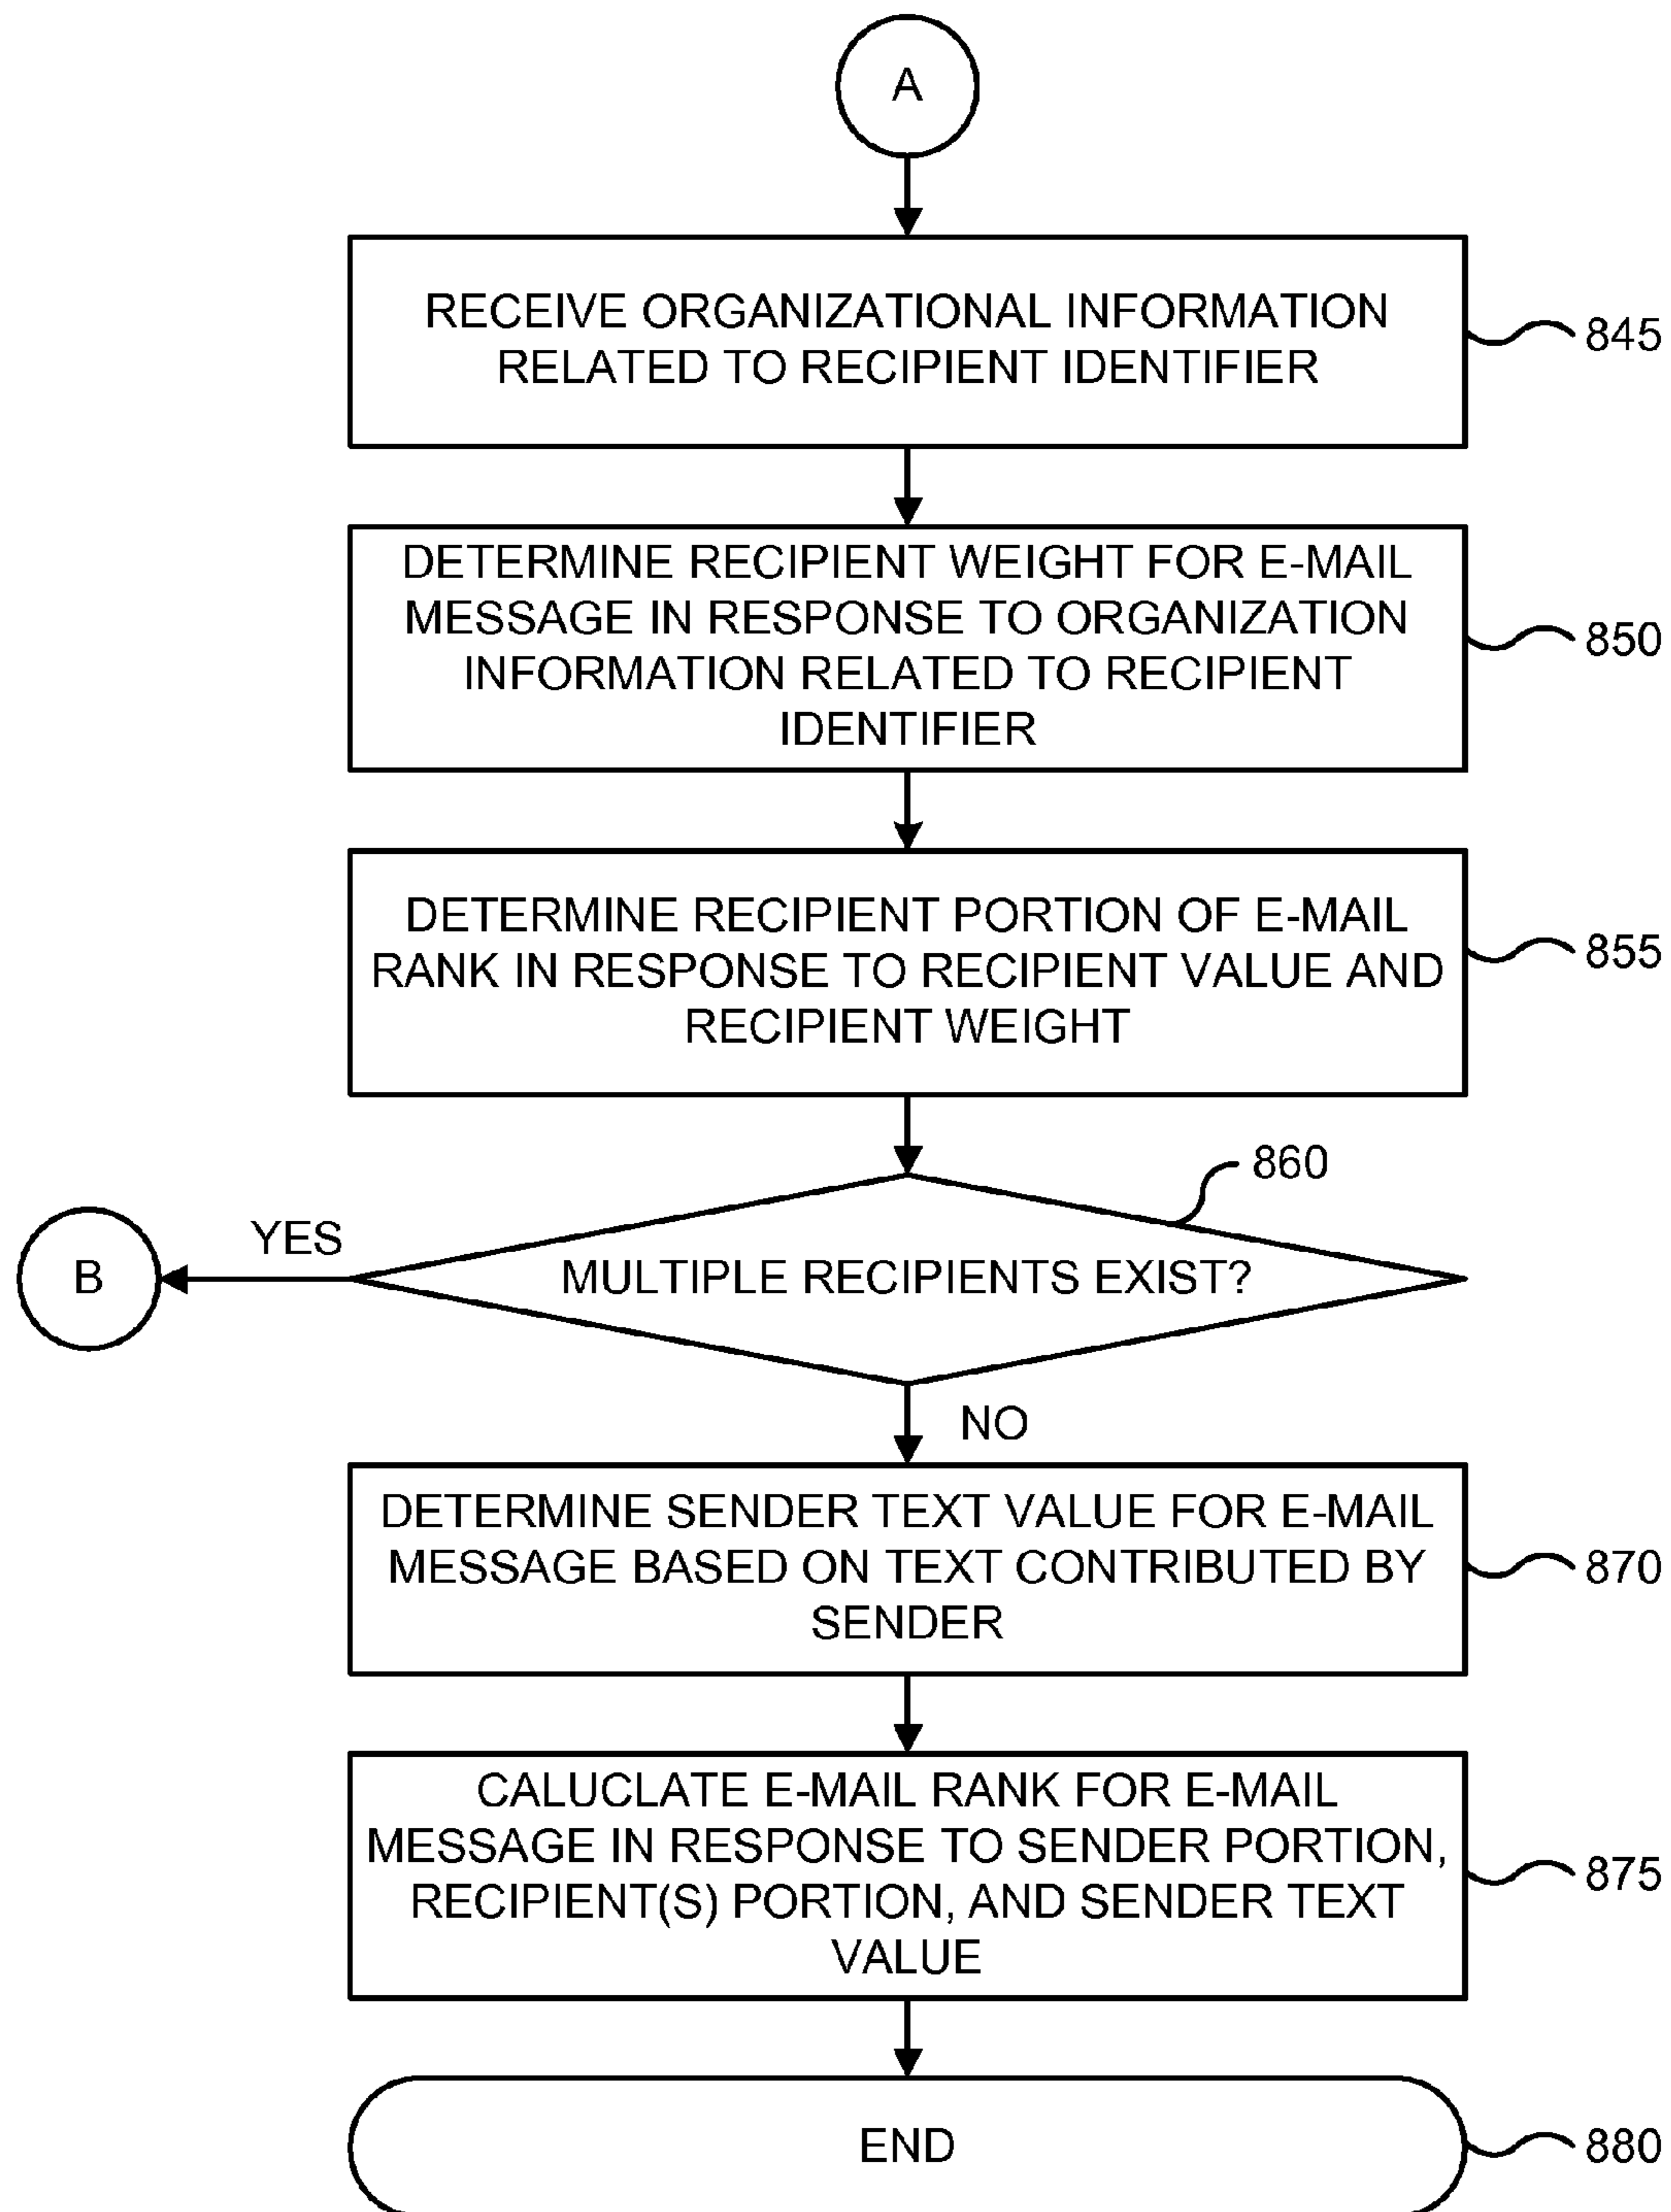 A
RECEIVE ORGANIZATIONAL INFORMATION
RELATED TO RECIPIENT IDENTIFIER
845
DETERMINE RECIPIENT WEIGHT FOR E-MAIL
MESSAGE IN RESPONSE TO ORGANIZATION
INFORMATION RELATED TO RECIPIENT
IDENTIFIER
850
DETERMINE RECIPIENT PORTION OF E-MAIL
RANK IN RESPONSE TO RECIPIENT VALUE AND
RECIPIENT WEIGHT
855
860
YES
B
MULTIPLE RECIPIENTS EXIST?
NO
DETERMINE SENDER TEXT VALUE FOR E-MAIL
MESSAGE BASED ON TEXT CONTRIBUTED BY
SENDER
870
CALUCLATE E-MAIL RANK FOR E-MAIL
MESSAGE IN RESPONSE TO SENDER PORTION,
RECIPIENT(S) PORTION, AND SENDER TEXT
VALUE
875
END
880